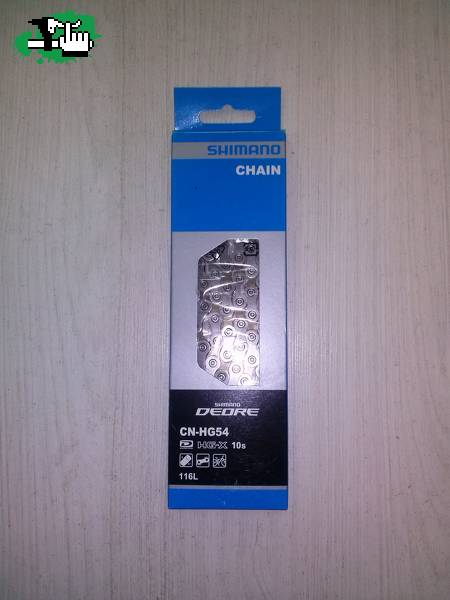 SHIMANO
CHAIN
SHIMANO
DEORE
CN-HG54
HG-X 10s
116L